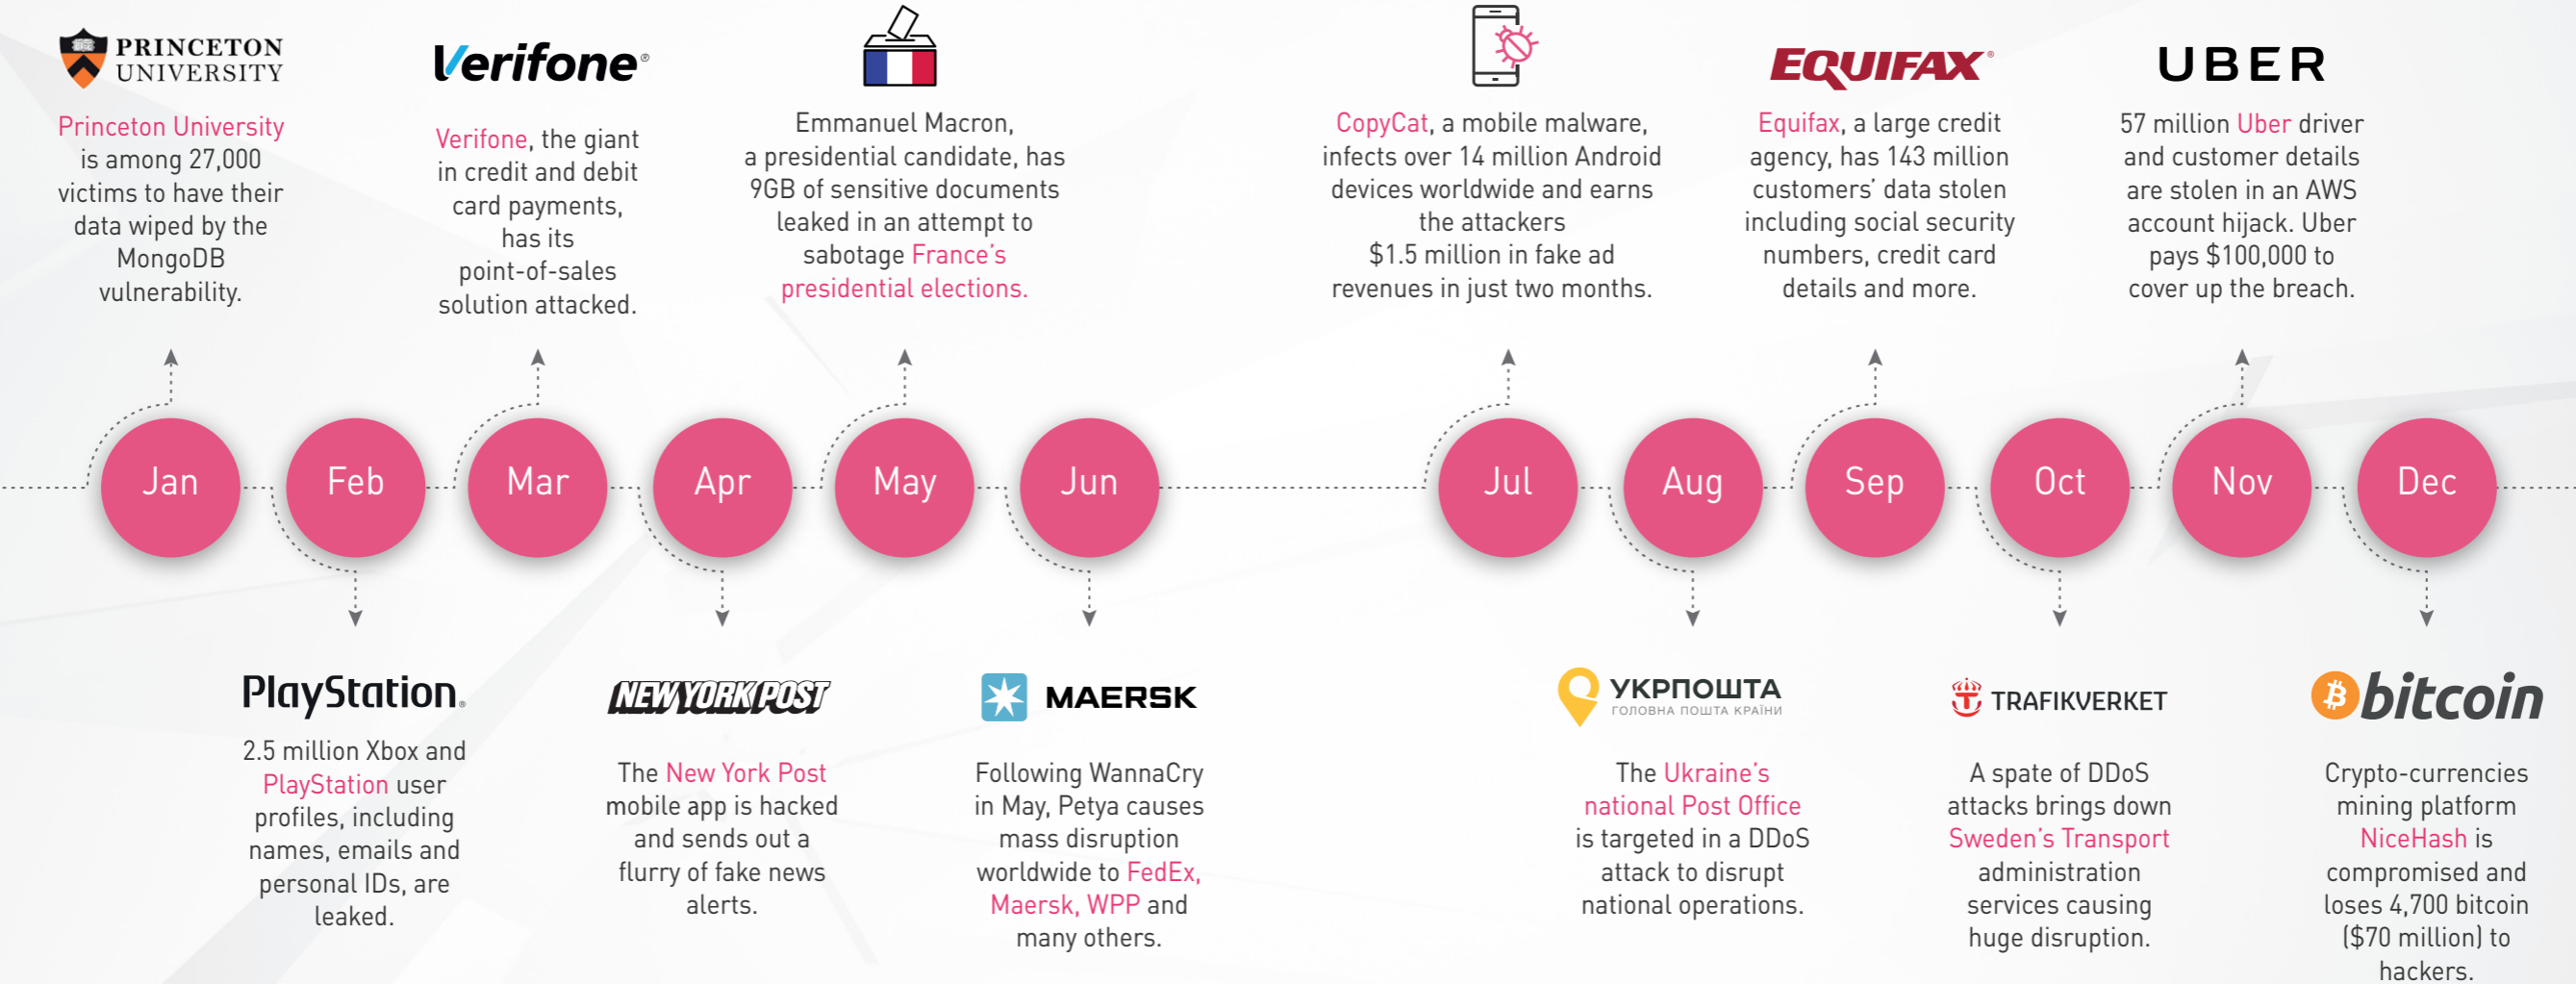 PRINCETON
UNIVERSITY
Princeton University
is among 27,000
victims to have their
data wiped by the
MongoDB
vulnerability.
Verifone®
Verifone, the giant
in credit and debit
card payments,
has its
point-of-sales
solution attacked.
Emmanuel Macron,
a presidential candidate, has
9GB of sensitive documents
leaked in an attempt to
sabotage France's
presidential elections.
CopyCat, a mobile malware,
infects over 14 million Android
devices worldwide and earns
the attackers
$1.5 million in fake ad
revenues in just two months.
EQUIFAX®
Equifax, a large credit
agency, has 143 million
customers' data stolen
including social security
numbers, credit card
details and more.
UBER
57 million Uber driver
and customer details
are stolen in an AWS
account hijack. Uber
pays $100,000 to
cover up the breach.
Jan
Feb
Mar
Apr
May
Jun
Jul
Aug
Sep
Oct
Nov
Dec
PlayStation®
2.5 million Xbox and
PlayStation user
profiles, including
names, emails and
personal IDs, are
leaked.
NEW YORK POST
The New York Post
mobile app is hacked
and sends out a
flurry of fake news
alerts.
MAERSK
Following WannaCry
in May, Petya causes
mass disruption
worldwide to FedEx,
Maersk, WPP and
many others.
УКРПОШТА
ГОЛОВНА ПОШТА КРАЇНИ
The Ukraine's
national Post Office
is targeted in a DDoS
attack to disrupt
national operations.
TRAFIKVERKET
A spate of DDoS
attacks brings down
Sweden's Transport
administration
services causing
huge disruption.
bitcoin
Crypto-currencies
mining platform
NiceHash is
compromised and
loses 4,700 bitcoin
($70 million) to
hackers.